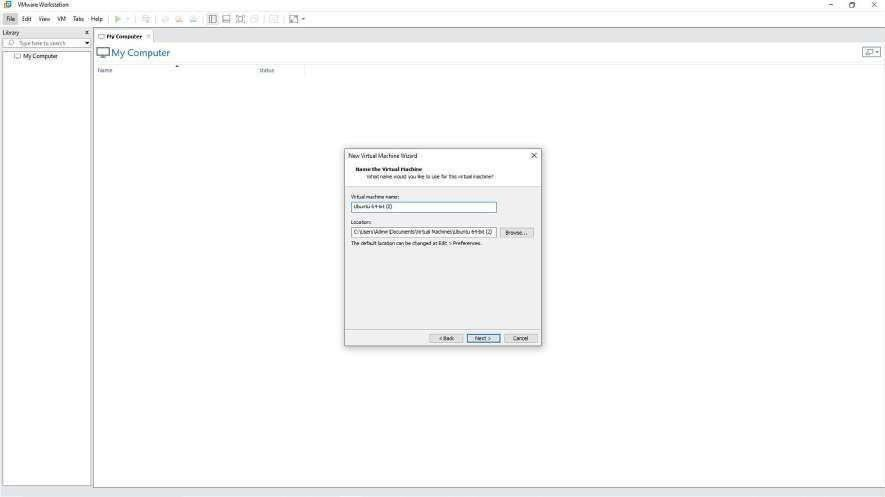 VMware Workstation
File Edit View VM Tabs Help
Library
Type here to search
My Computer
My Computer
My Computer
Name Status
New Virtual Machine Wizard
Name the Virtual Machine
What name would you like to use for this virtual machine?
Virtual machine name:
Ubuntu 64-bit (2)
Location:
C:\Users\Admin\Documents\Virtual Machines\Ubuntu 64-bit (2)
Browse...
The default location can be changed at Edit > Preferences.
< Back Next > Cancel